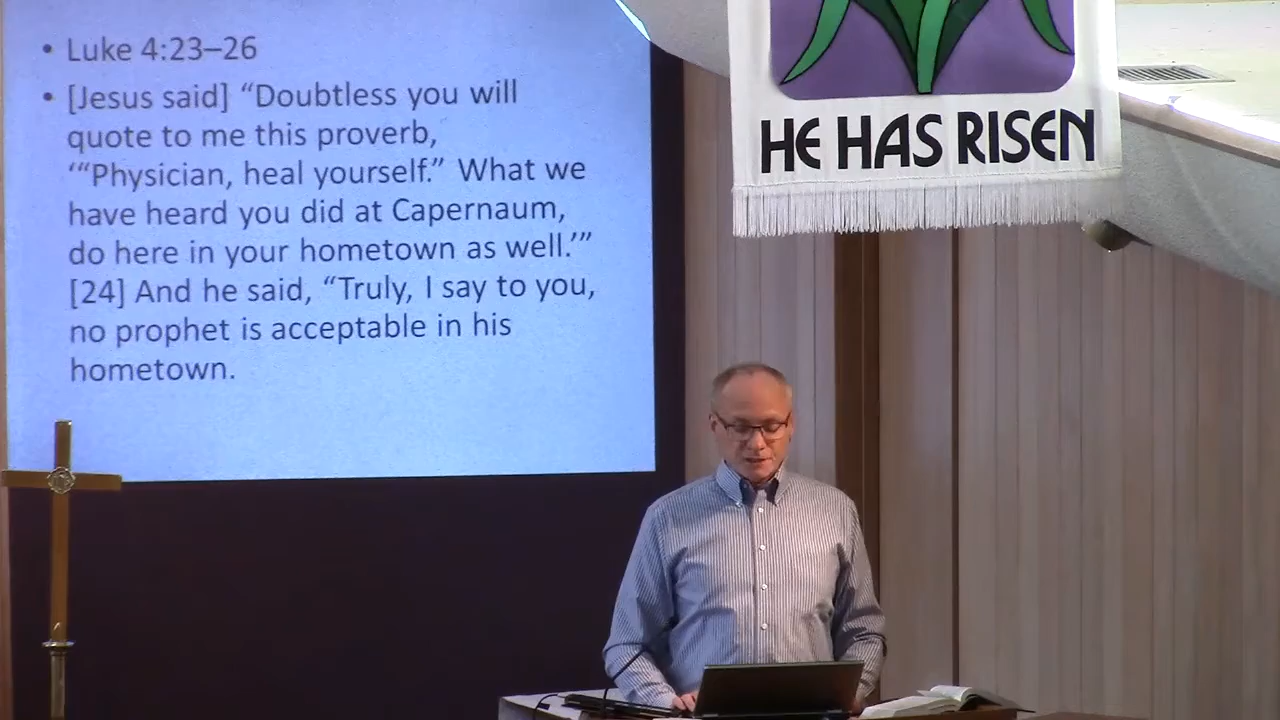 • Luke 4:23–26
• [Jesus said] “Doubtless you will
quote to me this proverb,
‘“Physician, heal yourself.” What we
have heard you did at Capernaum,
do here in your hometown as well.’”
[24] And he said, “Truly, I say to you,
no prophet is acceptable in his
hometown.
HE HAS RISEN